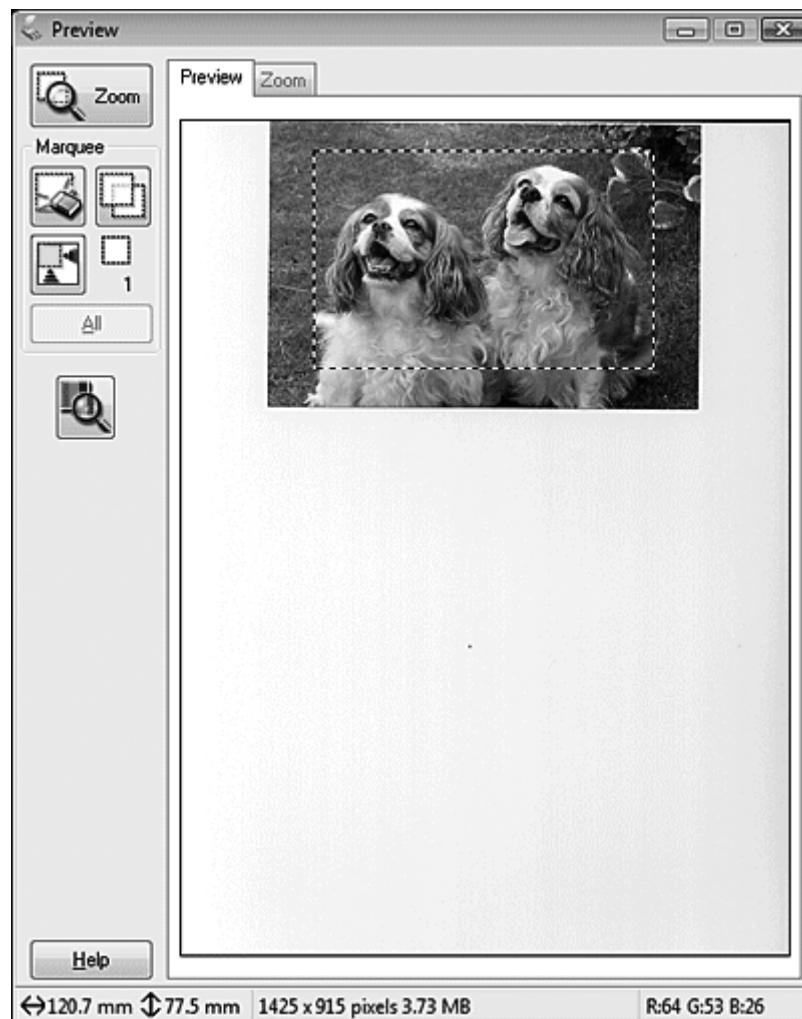 Preview
Zoom
Preview Zoom
Marquee
1
All
Help
120.7 mm 77.5 mm 1425 x 915 pixels 3.73 MB R:64 G:53 B:26